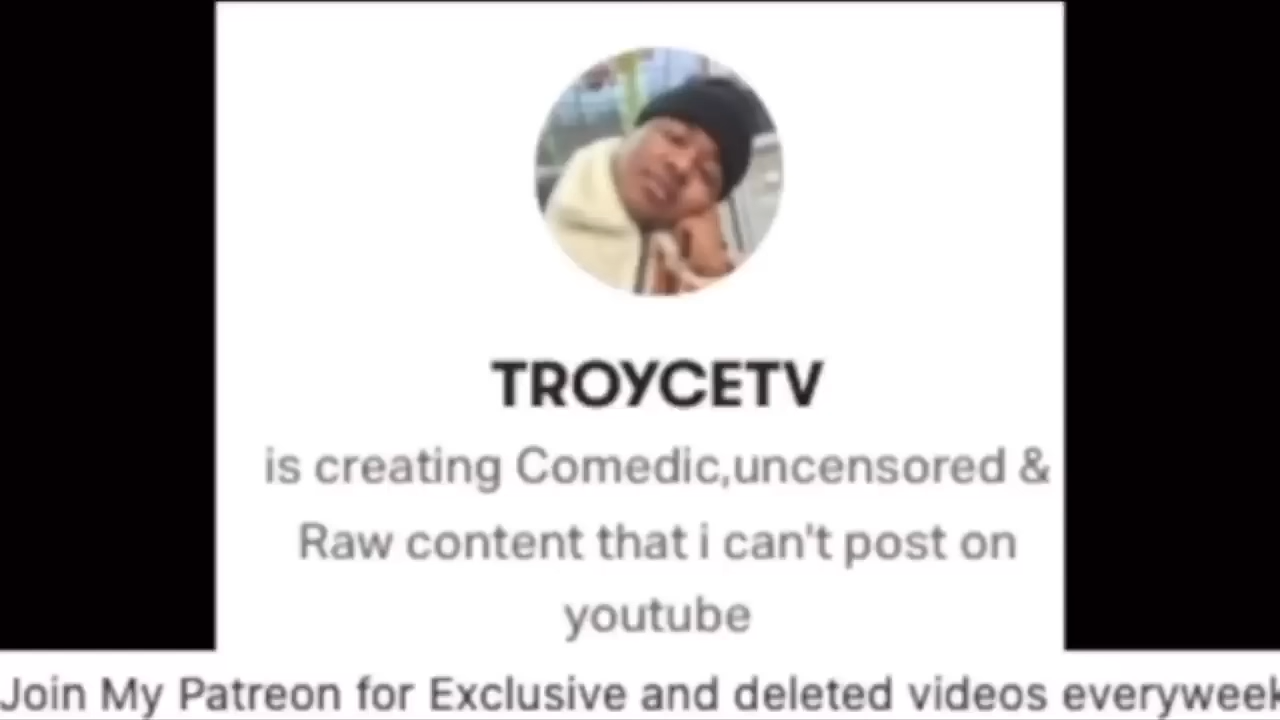 TROYCETV
is creating Comedic,uncensored &
Raw content that i can't post on
youtube
Join My Patreon for Exclusive and deleted videos everyweek